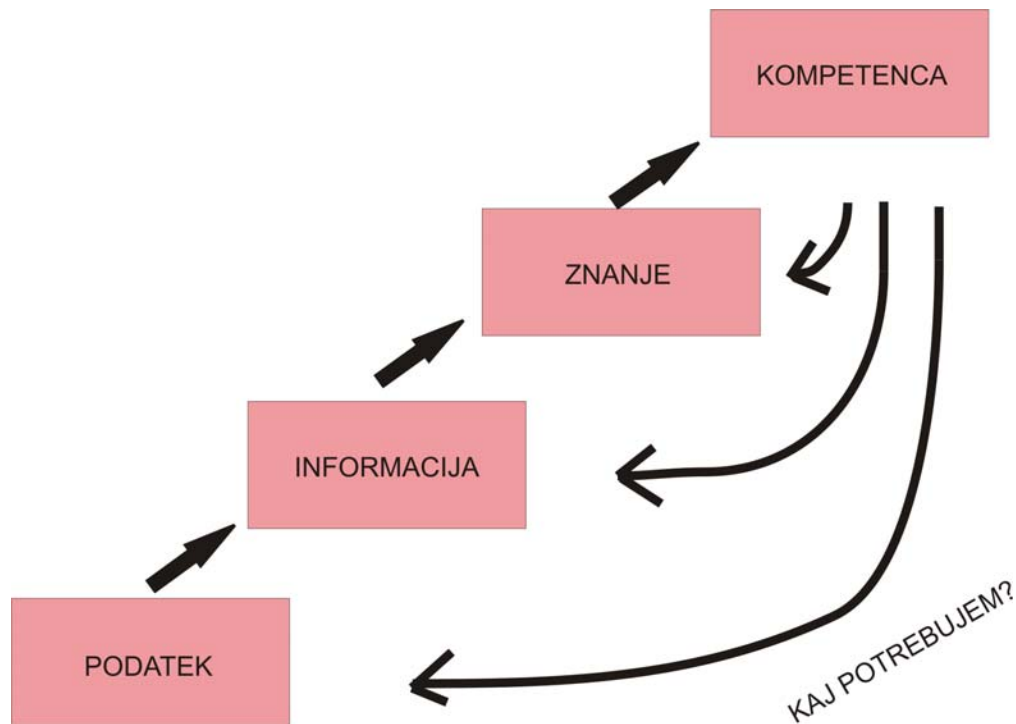 KOMPETENCA
ZNANJE
INFORMACIJA
PODATEK
KAJ POTREBUJEM?